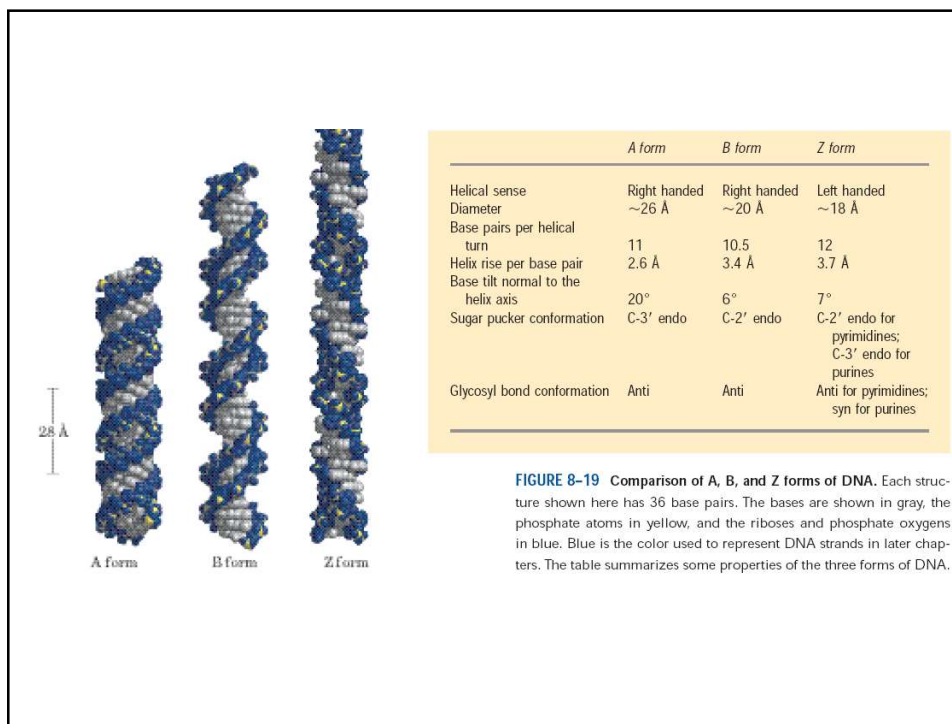 28 Å
A form
B form
Z form
A form B form Z form
Helical sense Right handed Right handed Left handed
Diameter ~26 Å ~20 Å ~18 Å
Base pairs per helical
turn 11 10.5 12
Helix rise per base pair 2.6 Å 3.4 Å 3.7 Å
Base tilt normal to the
helix axis 20° 6° 7°
Sugar pucker conformation C-3′ endo C-2′ endo C-2′ endo for
pyrimidines;
C-3′ endo for
purines
Glycosyl bond conformation Anti Anti Anti for pyrimidines;
syn for purines
FIGURE 8–19 Comparison of A, B, and Z forms of DNA. Each struc-
ture shown here has 36 base pairs. The bases are shown in gray, the
phosphate atoms in yellow, and the riboses and phosphate oxygens
in blue. Blue is the color used to represent DNA strands in later chap-
ters. The table summarizes some properties of the three forms of DNA.